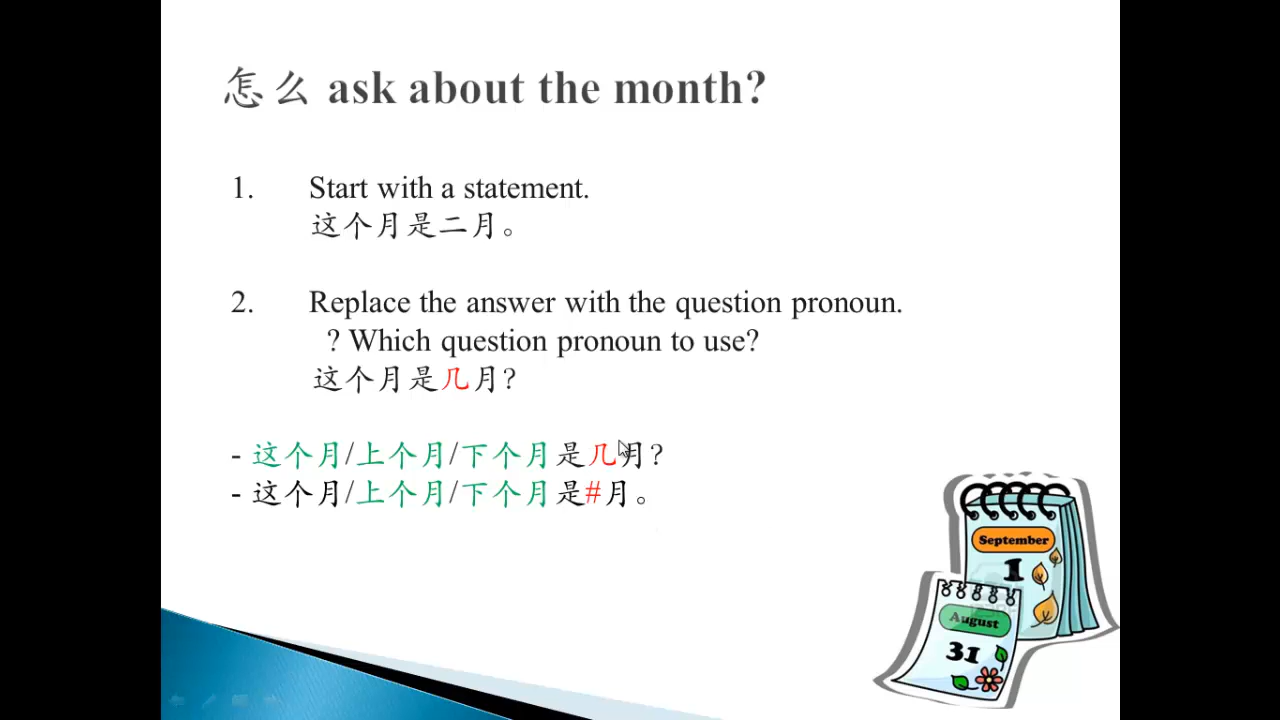 怎么 ask about the month?
1. Start with a statement.
这个月是二月。
2. Replace the answer with the question pronoun.
? Which question pronoun to use?
这个月是几月?
- 这个月/上个月/下个月是几月?
- 这个月/上个月/下个月是#月。
September
1
August
31